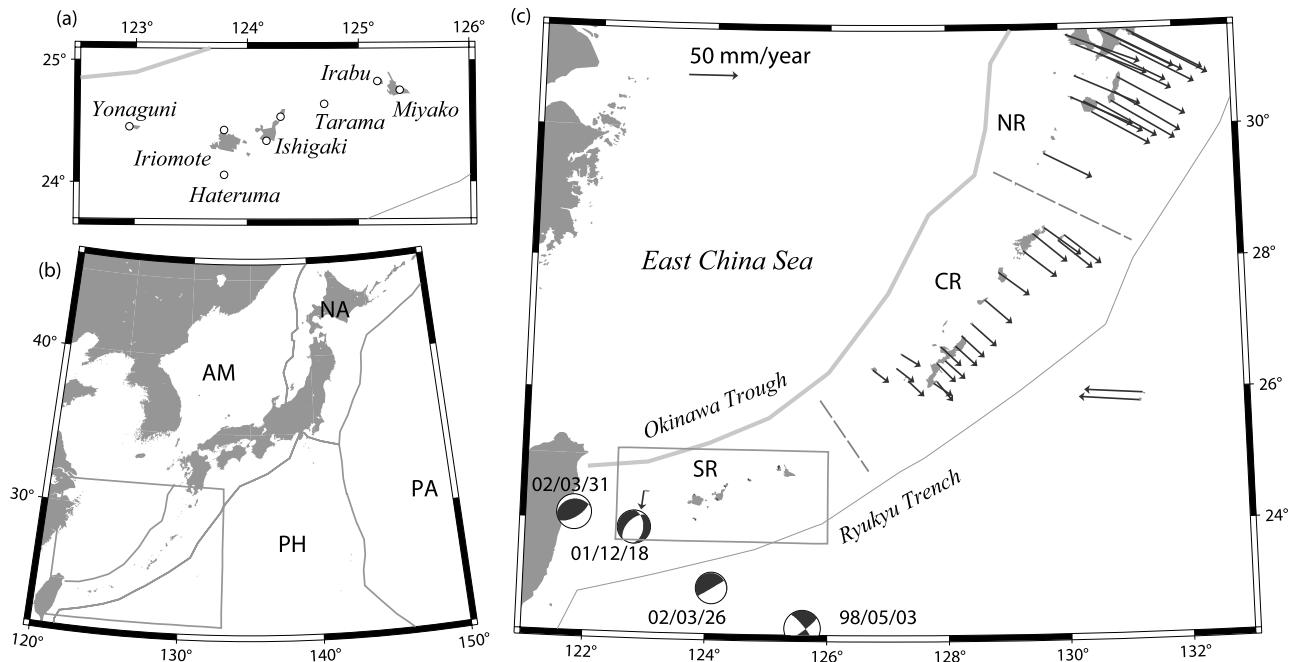 (a)
123°
124°
125°
126°
25°
24°
Irabu
Yonaguni
Miyako
Tarama
Ishigaki
Iriomote
Hateruma
(b)
NA
40°
AM
30°
PA
PH
120°
130°
140°
150°
(c)
50 mm/year
NR
30°
East China Sea
28°
CR
26°
Okinawa Trough
SR
02/03/31
Ryukyu Trench
24°
01/12/18
02/03/26
98/05/03
122°
124°
126°
128°
130°
132°